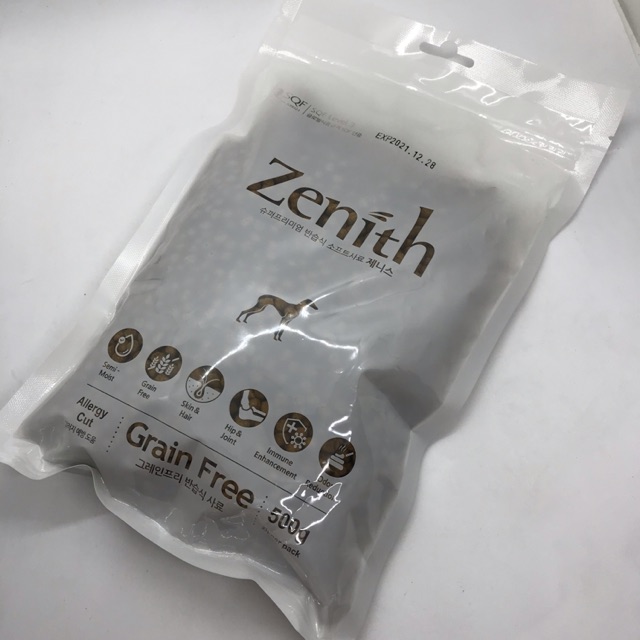 EXP2021.12.28
Zenith
슈퍼프리미엄 반습식 소프트사료 제니스
Semi-
Moist
Grain
Free
Skin &
Hair
Hip &
Joint
Immune
Enhancement
Allergy
Cut
Grain Free
그레인프리 반습식 사료
500g